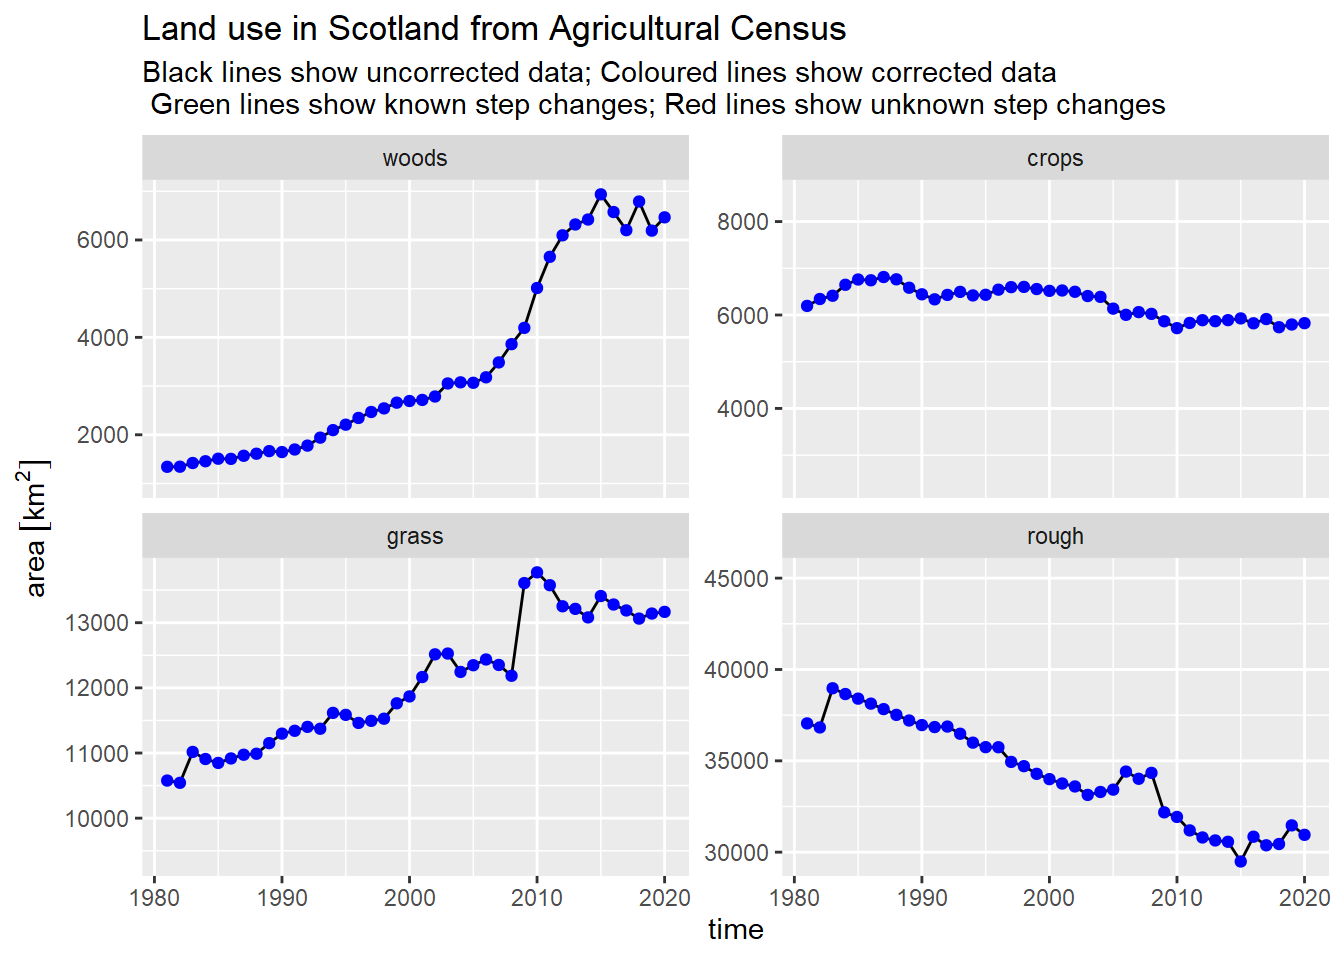 Land use in Scotland from Agricultural Census
Black lines show uncorrected data; Coloured lines show corrected data
Green lines show known step changes; Red lines show unknown step changes
woods
crops
6000
4000
2000
8000
6000
4000
area [km²]
grass
rough
13000
12000
11000
10000
45000
40000
35000
30000
1980 1990 2000 2010 2020
1980 1990 2000 2010 2020
time